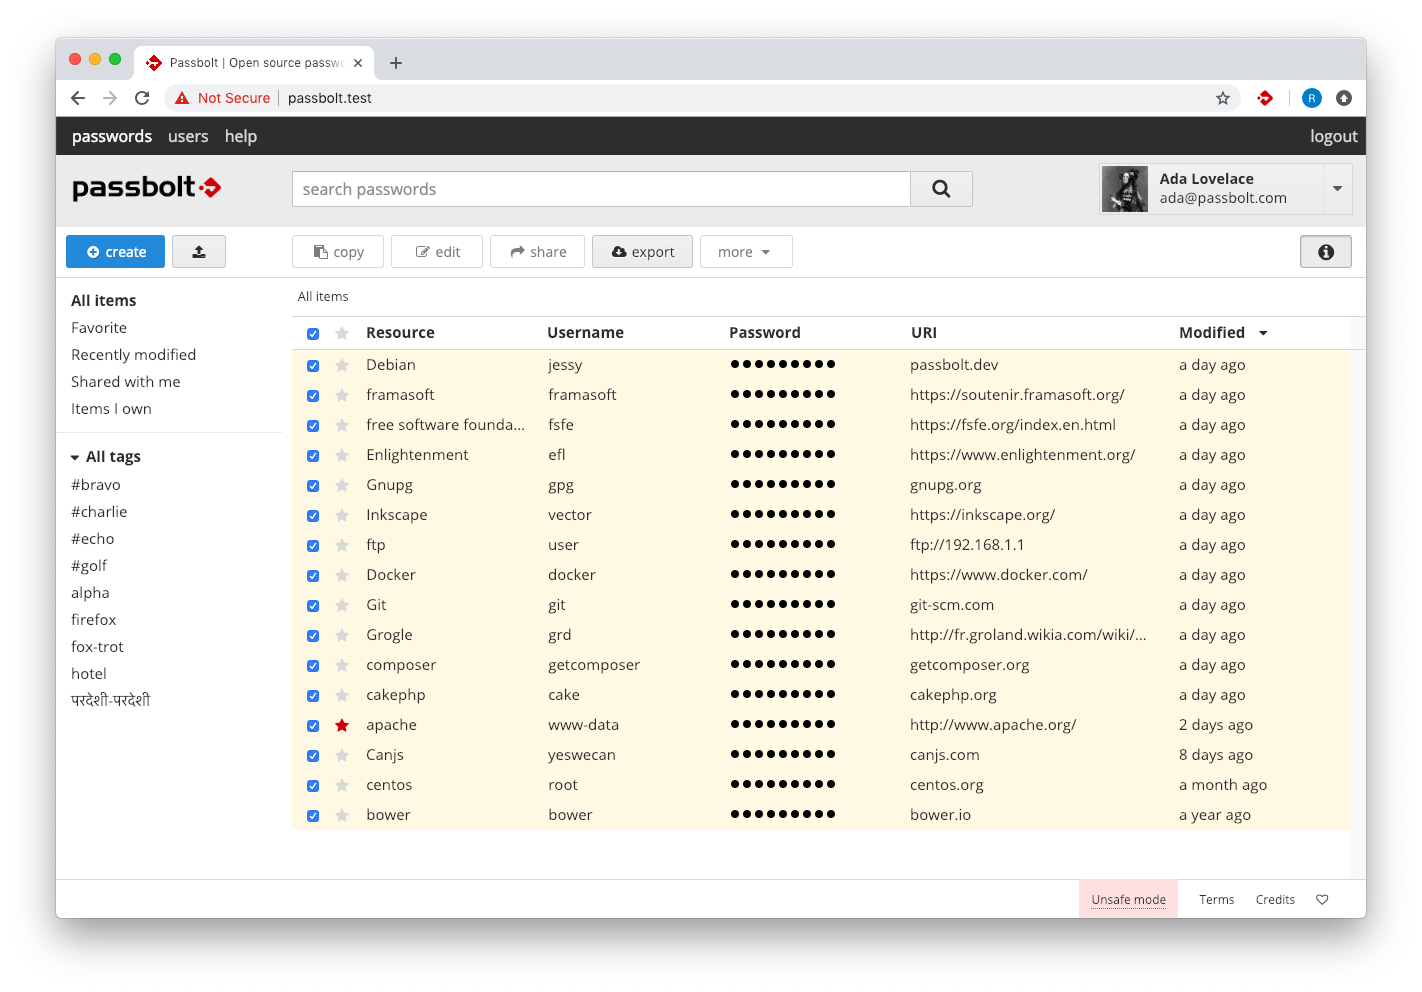 Passbolt | Open source passwo
Not Secure passbolt.test R
passwords users help logout
passbolt search passwords Ada Lovelace
ada@passbolt.com
create copy edit share export more
All items
Favorite
Recently modified
Shared with me
Items I own
All tags
#bravo
#charlie
#echo
#golf
alpha
firefox
fox-trot
hotel
परदेशी-परदेशी
All items
Resource Username Password URI Modified
Debian jessy passbolt.dev a day ago
framasoft framasoft https://soutenir.framasoft.org/ a day ago
free software founda... fsfe https://fsfe.org/index.en.html a day ago
Enlightenment efl https://www.enlightenment.org/ a day ago
Gnupg gpg gnupg.org a day ago
Inkscape vector https://inkscape.org/ a day ago
ftp user ftp://192.168.1.1 a day ago
Docker docker https://www.docker.com/ a day ago
Git git git-scm.com a day ago
Grogle grd http://fr.groland.wikia.com/wiki/... a day ago
composer getcomposer getcomposer.org a day ago
cakephp cake cakephp.org a day ago
apache www-data http://www.apache.org/ 2 days ago
Canjs yeswecan canjs.com 8 days ago
centos root centos.org a month ago
bower bower bower.io a year ago
Unsafe mode Terms Credits